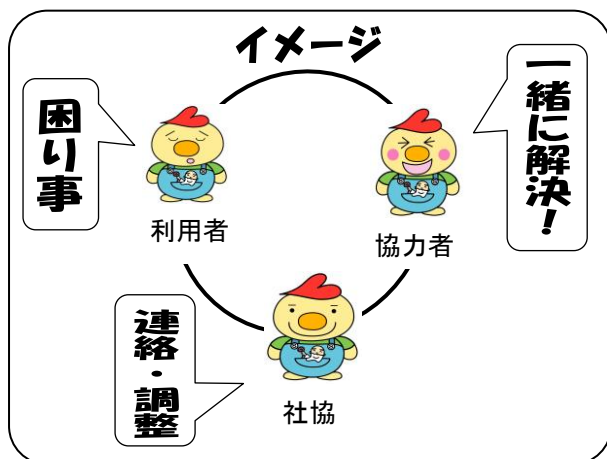 イメージ
困り事
利用者
一緒に解決！
協力者
連絡・調整
社協